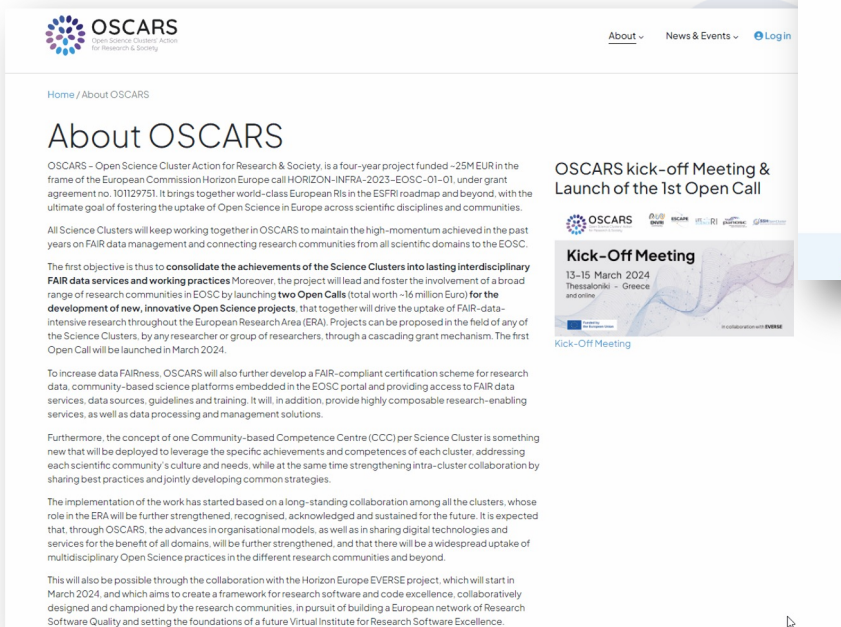 OSCARS
Open Science Clusters' Action
for Research & Society
About
News & Events
Log in
Home / About OSCARS
About OSCARS
OSCARS – Open Science Cluster Action for Research & Society, is a four-year project funded ~25M EUR in the
frame of the European Commission Horizon Europe call HORIZON-INFRA-2023-EOSC-01-01, under grant
agreement no. 101129751. It brings together world-class European RIs in the ESFRI roadmap and beyond, with the
ultimate goal of fostering the uptake of Open Science in Europe across scientific disciplines and communities.
All Science Clusters will keep working together in OSCARS to maintain the high-momentum achieved in the past
years on FAIR data management and connecting research communities from all scientific domains to the EOSC.
The first objective is thus to consolidate the achievements of the Science Clusters into lasting interdisciplinary
FAIR data services and working practices Moreover, the project will lead and foster the involvement of a broad
range of research communities in EOSC by launching two Open Calls (total worth ~16 million Euro) for the
development of new, innovative Open Science projects, that together will drive the uptake of FAIR-data-
intensive research throughout the European Research Area (ERA). Projects can be proposed in the field of any of
the Science Clusters, by any researcher or group of researchers, through a cascading grant mechanism. The first
Open Call will be launched in March 2024.
To increase data FAIRness, OSCARS will also further develop a FAIR-compliant certification scheme for research
data, community-based science platforms embedded in the EOSC portal and providing access to FAIR data
services, data sources, guidelines and training. It will, in addition, provide highly composable research-enabling
services, as well as data processing and management solutions.
Furthermore, the concept of one Community-based Competence Centre (CCC) per Science Cluster is something
new that will be deployed to leverage the specific achievements and competences of each cluster, addressing
each scientific community's culture and needs, while at the same time strengthening intra-cluster collaboration by
sharing best practices and jointly developing common strategies.
The implementation of the work has started based on a long-standing collaboration among all the clusters, whose
role in the ERA will be further strengthened, recognised, acknowledged and sustained for the future. It is expected
that, through OSCARS, the advances in organisational models, as well as in sharing digital technologies and
services for the benefit of all domains, will be further strengthened, and that there will be a widespread uptake of
multidisciplinary Open Science practices in the different research communities and beyond.
This will also be possible through the collaboration with the Horizon Europe EVERSE project, which will start in
March 2024, and which aims to create a framework for research software and code excellence, collaboratively
designed and championed by the research communities, in pursuit of building a European network of Research
Software Quality and setting the foundations of a future Virtual Institute for Research Software Excellence.
OSCARS kick-off Meeting &
Launch of the 1st Open Call
OSCARS
ESCAPE
Kick-Off Meeting
13-15 March 2024
Thessaloniki - Greece
and online
Funded by
the European Union
In collaboration with EVERSE
Kick-Off Meeting